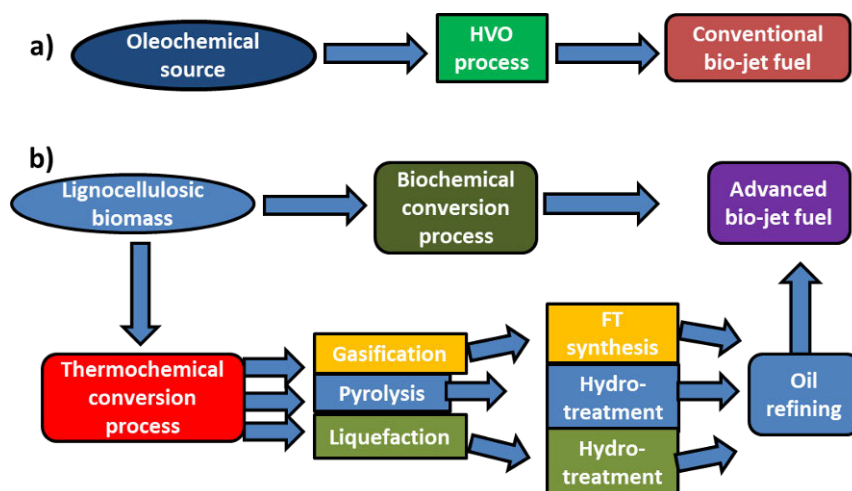 a)
Oleochemical
source
HVO
process
Conventional
bio-jet fuel
b)
Lignocellulosic
biomass
Biochemical
conversion
process
Advanced
bio-jet fuel
Thermochemical
conversion
process
Gasification
Pyrolysis
Liquefaction
FT
synthesis
Hydro-
treatment
Hydro-
treatment
Oil
refining